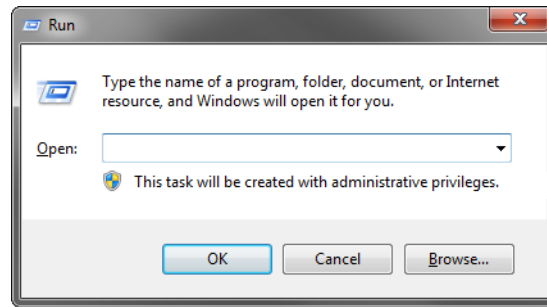 Run
Type the name of a program, folder, document, or Internet
resource, and Windows will open it for you.
Open:
This task will be created with administrative privileges.
OK Cancel Browse...